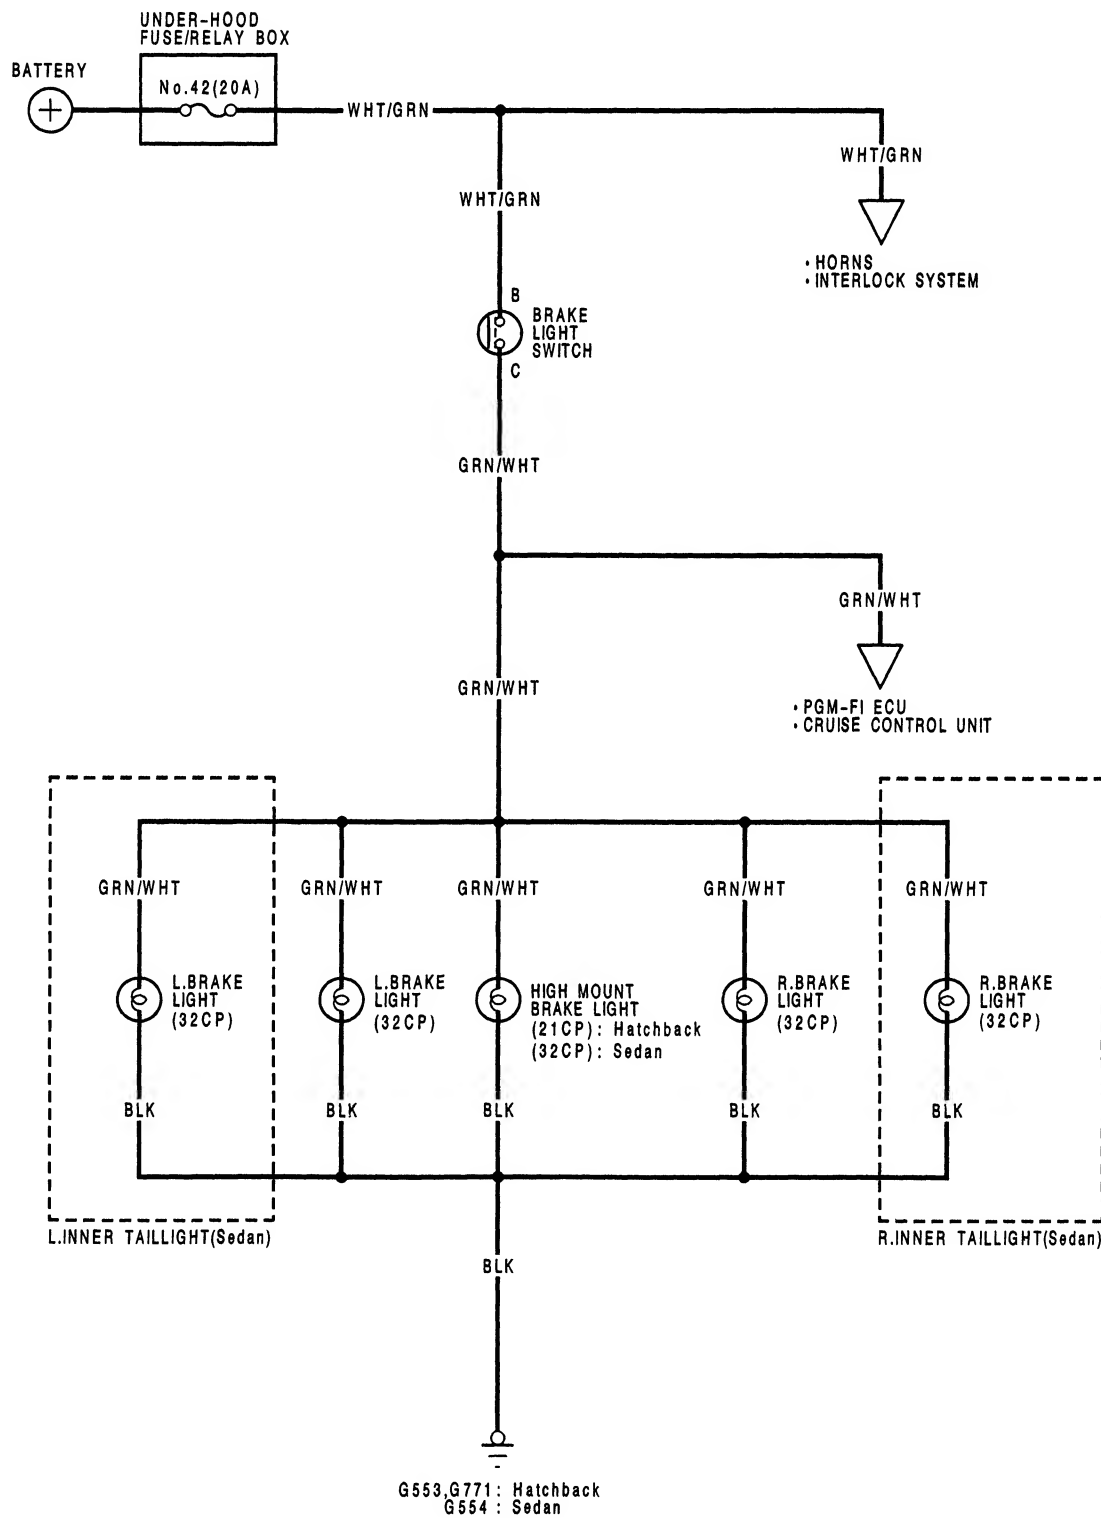 UNDER-HOOD
FUSE/RELAY BOX
BATTERY
No.42(20A)
WHT/GRN
WHT/GRN
WHT/GRN
• HORNS
• INTERLOCK SYSTEM
B
BRAKE
LIGHT
SWITCH
C
GRN/WHT
GRN/WHT
GRN/WHT
• PGM-FI ECU
• CRUISE CONTROL UNIT
GRN/WHT
GRN/WHT
GRN/WHT
GRN/WHT
GRN/WHT
L.BRAKE
LIGHT
(32CP)
L.BRAKE
LIGHT
(32CP)
HIGH MOUNT
BRAKE LIGHT
(21CP): Hatchback
(32CP): Sedan
R.BRAKE
LIGHT
(32CP)
R.BRAKE
LIGHT
(32CP)
BLK
BLK
BLK
BLK
BLK
L.INNER TAILLIGHT(Sedan)
R.INNER TAILLIGHT(Sedan)
BLK
G553,G771: Hatchback
G554: Sedan